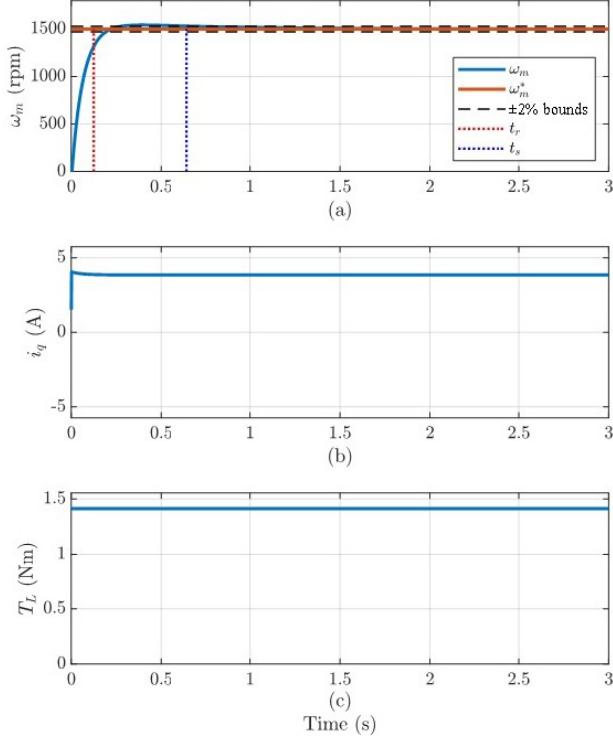 1500
1000
500
0
ω_m (rpm)
ω_m
ω_m^*
±2% bounds
t_r
t_s
0 0.5 1 1.5 2 2.5 3
(a)
5
0
-5
i_q (A)
0 0.5 1 1.5 2 2.5 3
(b)
1.5
1
0.5
0
T_L (Nm)
0 0.5 1 1.5 2 2.5 3
(c)
Time (s)